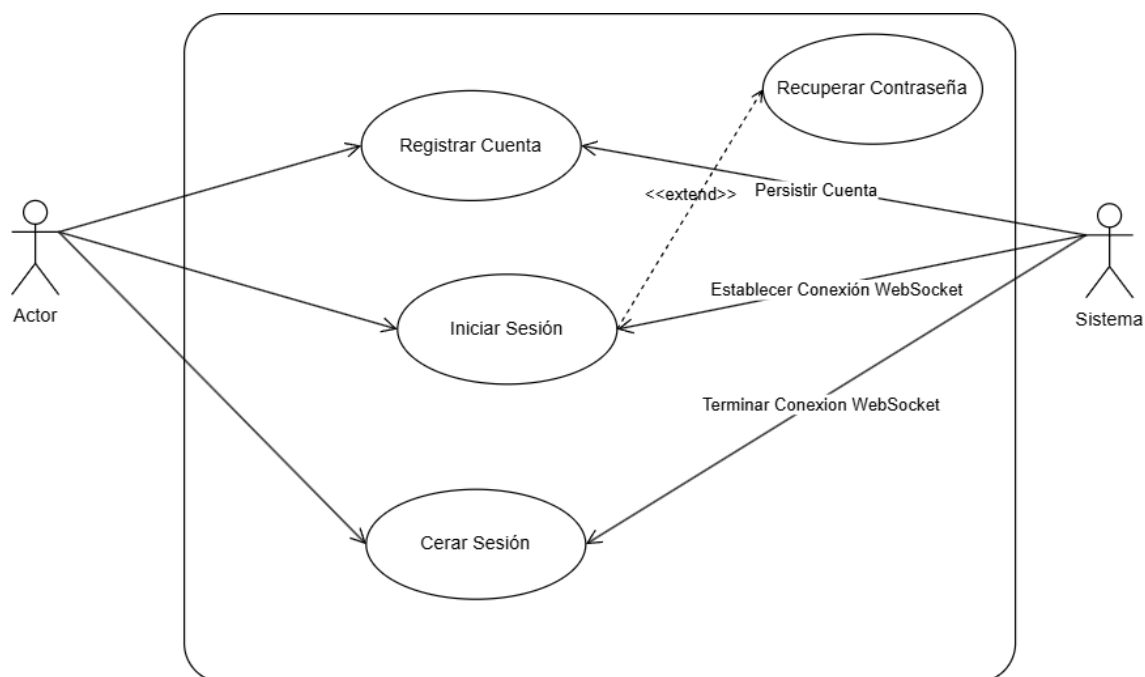 Recuperar Contraseña
Registrar Cuenta
<<extend>>
Persistir Cuenta
Establecer Conexión WebSocket
Actor
Iniciar Sesión
Sistema
Terminar Conexion WebSocket
Cerar Sesión